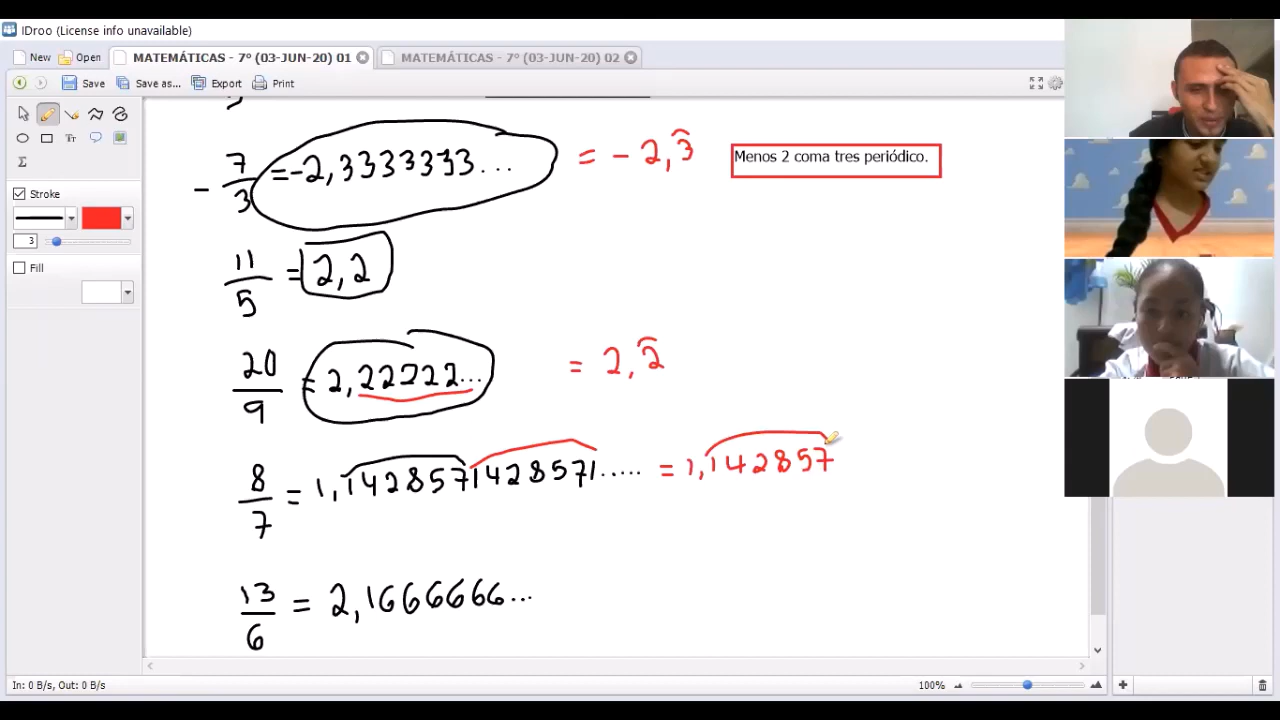 IDroo (License info unavailable)
New Open MATEMÁTICAS - 7º (03-JUN-20) 01 MATEMÁTICAS - 7º (03-JUN-20) 02
Save Save as... Export Print
- 7/3 = -2,3333333... = - 2,3̑ Menos 2 coma tres periódico.
Stroke
3
Fill
11/5 = 2,2
20/9 = 2,22222... = 2,2̑
8/7 = 1,1428571428571..... = 1,142857
13/6 = 2,1666666...
In: 0 B/s, Out: 0 B/s 100%